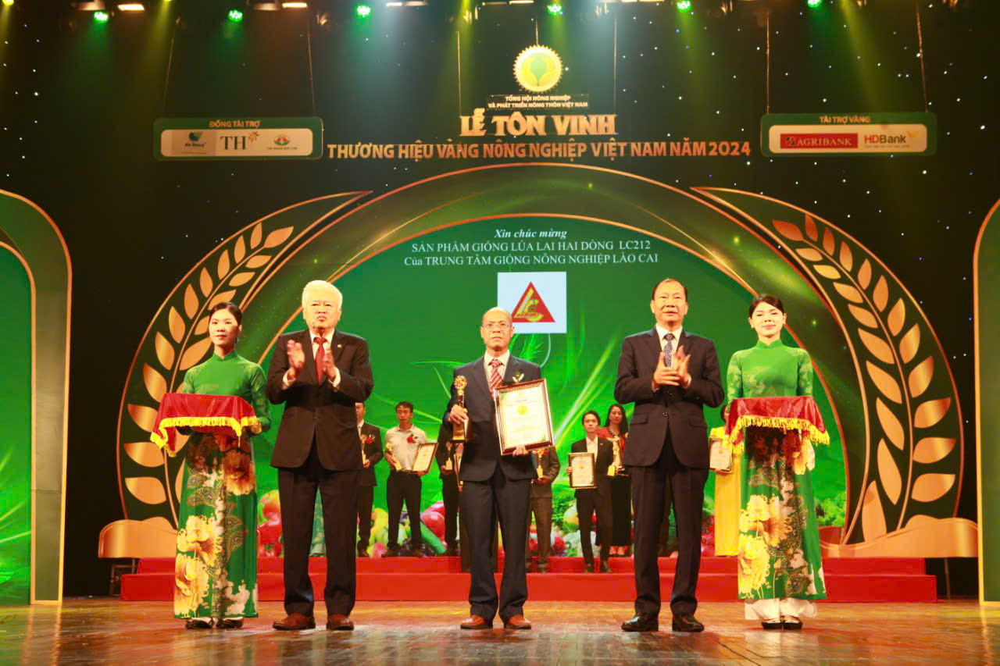 TỔNG HỘI NÔNG NGHIỆP
VÀ PHÁT TRIỂN NÔNG THÔN VIỆT NAM
LỄ TÔN VINH
THƯƠNG HIỆU VÀNG NÔNG NGHIỆP VIỆT NAM NĂM 2024
ĐỒNG TÀI TRỢ
TH
TÀI TRỢ VÀNG
AGRIBANK
HDBank
Xin chúc mừng
SẢN PHẨM GIỐNG LÚA LAI HAI DÒNG LC212
Của TRUNG TÂM GIỐNG NÔNG NGHIỆP LÀO CAI